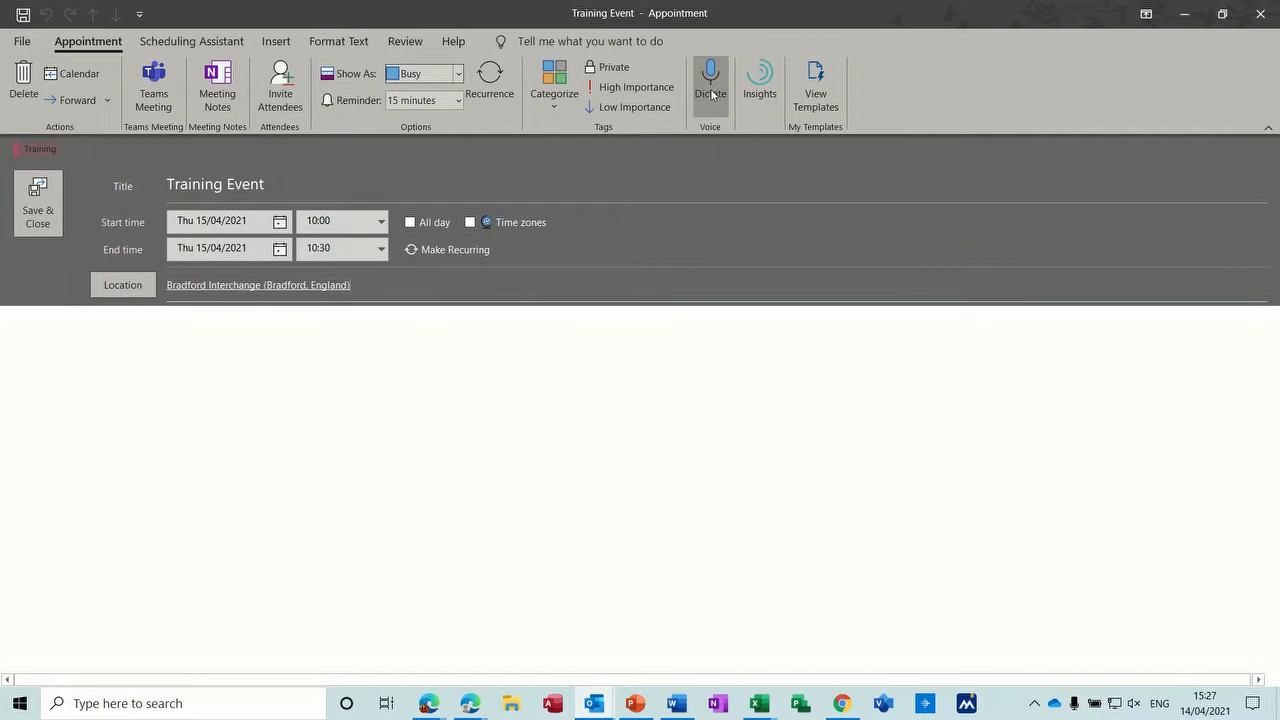 Training Event - Appointment
File Appointment Scheduling Assistant Insert Format Text Review Help Tell me what you want to do
Delete
Calendar
Forward
Actions
Teams
Meeting
Teams Meeting
Meeting
Notes
Meeting Notes
Invite
Attendees
Attendees
Show As: Busy
Reminder: 15 minutes
Recurrence
Options
Categorize
Private
High Importance
Low Importance
Tags
Dictate
Voice
Insights
View
Templates
My Templates
Training
Save &
Close
Title Training Event
Start time Thu 15/04/2021 10:00 All day Time zones
End time Thu 15/04/2021 10:30 Make Recurring
Location Bradford Interchange (Bradford, England)
Type here to search
ENG
15:27
14/04/2021